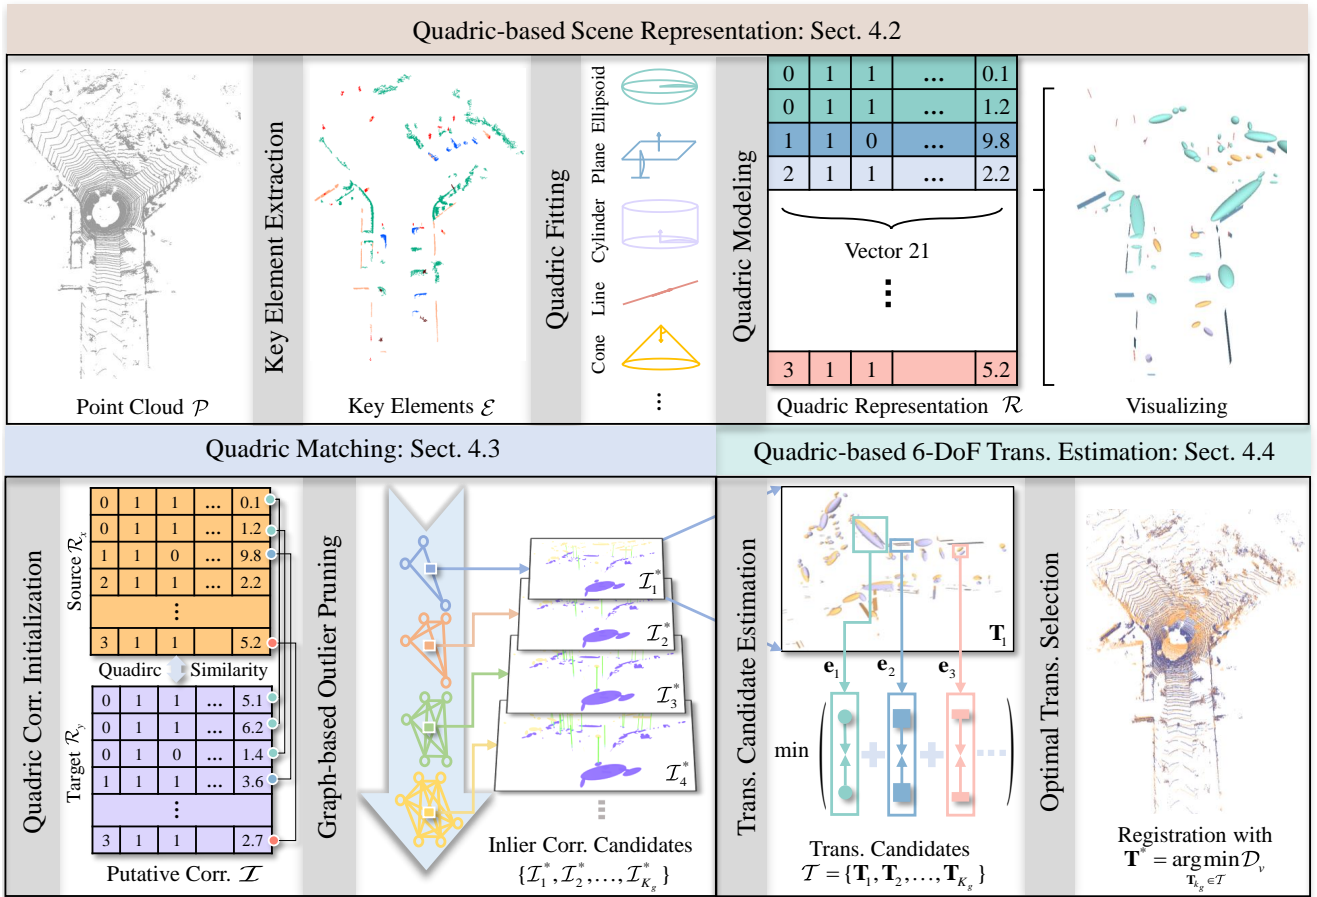 Quadric-based Scene Representation: Sect. 4.2
Point Cloud 𝒫
Key Element Extraction
Key Elements ℰ
Quadric Fitting
Ellipsoid
Plane
Cylinder
Line
Cone
⋮
Quadric Modeling
0 1 1 ... 0.1
0 1 1 ... 1.2
1 1 0 ... 9.8
2 1 1 ... 2.2
Vector 21
⋮
3 1 1 5.2
Quadric Representation ℛ
Visualizing
Quadric Matching: Sect. 4.3
Quadric Corr. Initialization
Source ℛₓ
0 1 1 ... 0.1
0 1 1 ... 1.2
1 1 0 ... 9.8
2 1 1 ... 2.2
⋮
3 1 1 5.2
Quadirc Similarity
Target ℛ_y
0 1 1 ... 5.1
0 1 1 ... 6.2
0 1 0 ... 1.4
1 1 1 ... 3.6
⋮
3 1 1 2.7
Putative Corr. ℐ
Graph-based Outlier Pruning
ℐ₁*
ℐ₂*
ℐ₃*
ℐ₄*
Inlier Corr. Candidates
{ℐ₁*, ℐ₂*,..., ℐ_{K_g}*}
Quadric-based 6-DoF Trans. Estimation: Sect. 4.4
Trans. Candidate Estimation
T₁
e₁ e₂ e₃
min ( + + ... )
Trans. Candidates
𝒯 = {T₁, T₂,..., T_{K_g}}
Optimal Trans. Selection
Registration with
T* = arg min 𝒟_v
T_{k_g} ∈ 𝒯